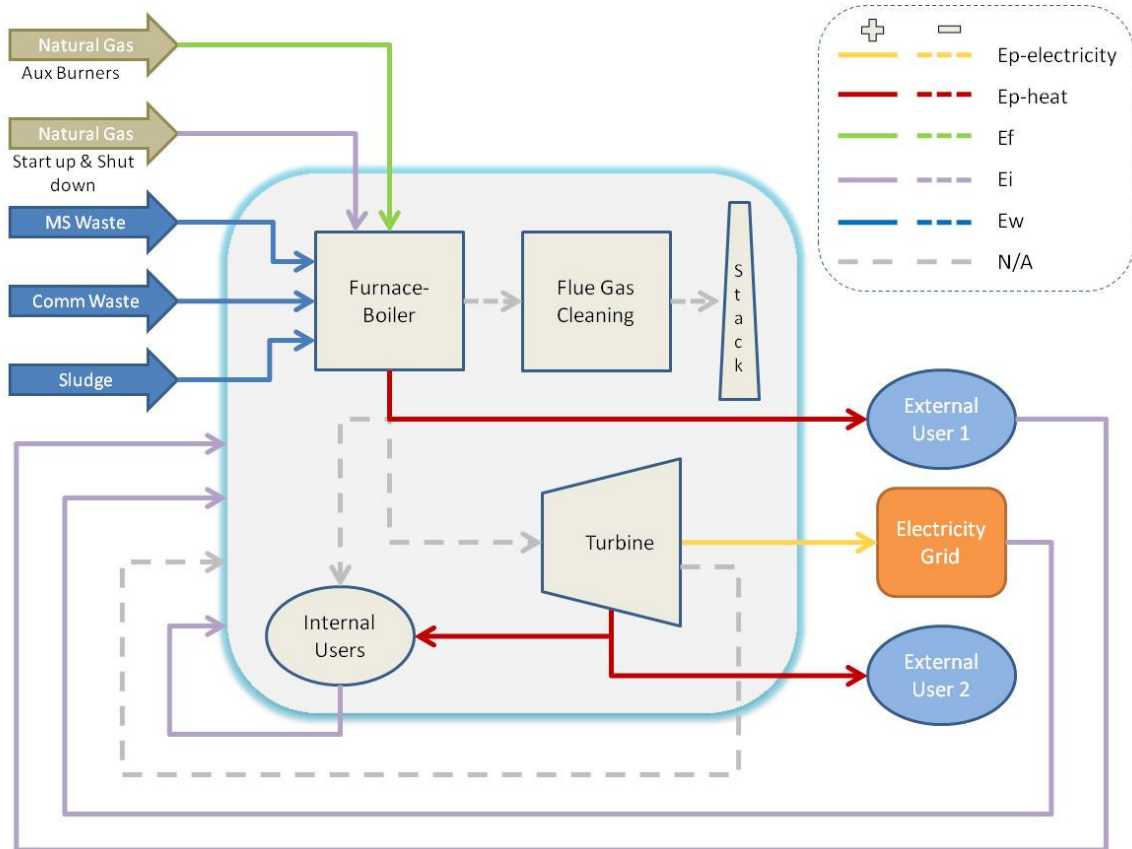 Natural Gas
Aux Burners
Natural Gas
Start up & Shut
down
MS Waste
Comm Waste
Sludge
Furnace-
Boiler
Flue Gas
Cleaning
Stack
Ep-electricity
Ep-heat
Ef
Ei
Ew
N/A
External
User 1
Turbine
Electricity
Grid
Internal
Users
External
User 2